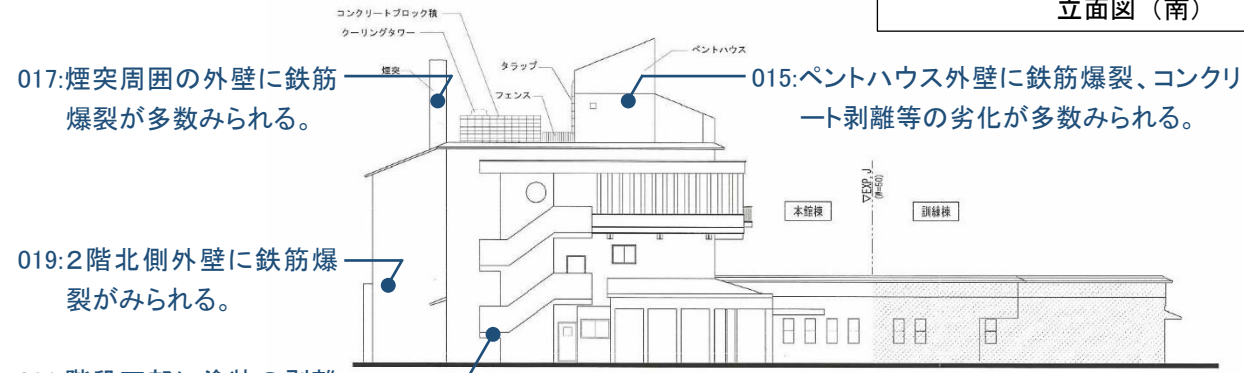 立面図（南）
コンクリートブロック積
クーリングタワー
煙突
タラップ
フェンス
ペントハウス
017:煙突周囲の外壁に鉄筋
爆裂が多数みられる。
015:ペントハウス外壁に鉄筋爆裂、コンクリ
ート剥離等の劣化が多数みられる。
▽EXP.J
(W=50)
本館棟
訓練棟
019:2階北側外壁に鉄筋爆
裂がみられる。